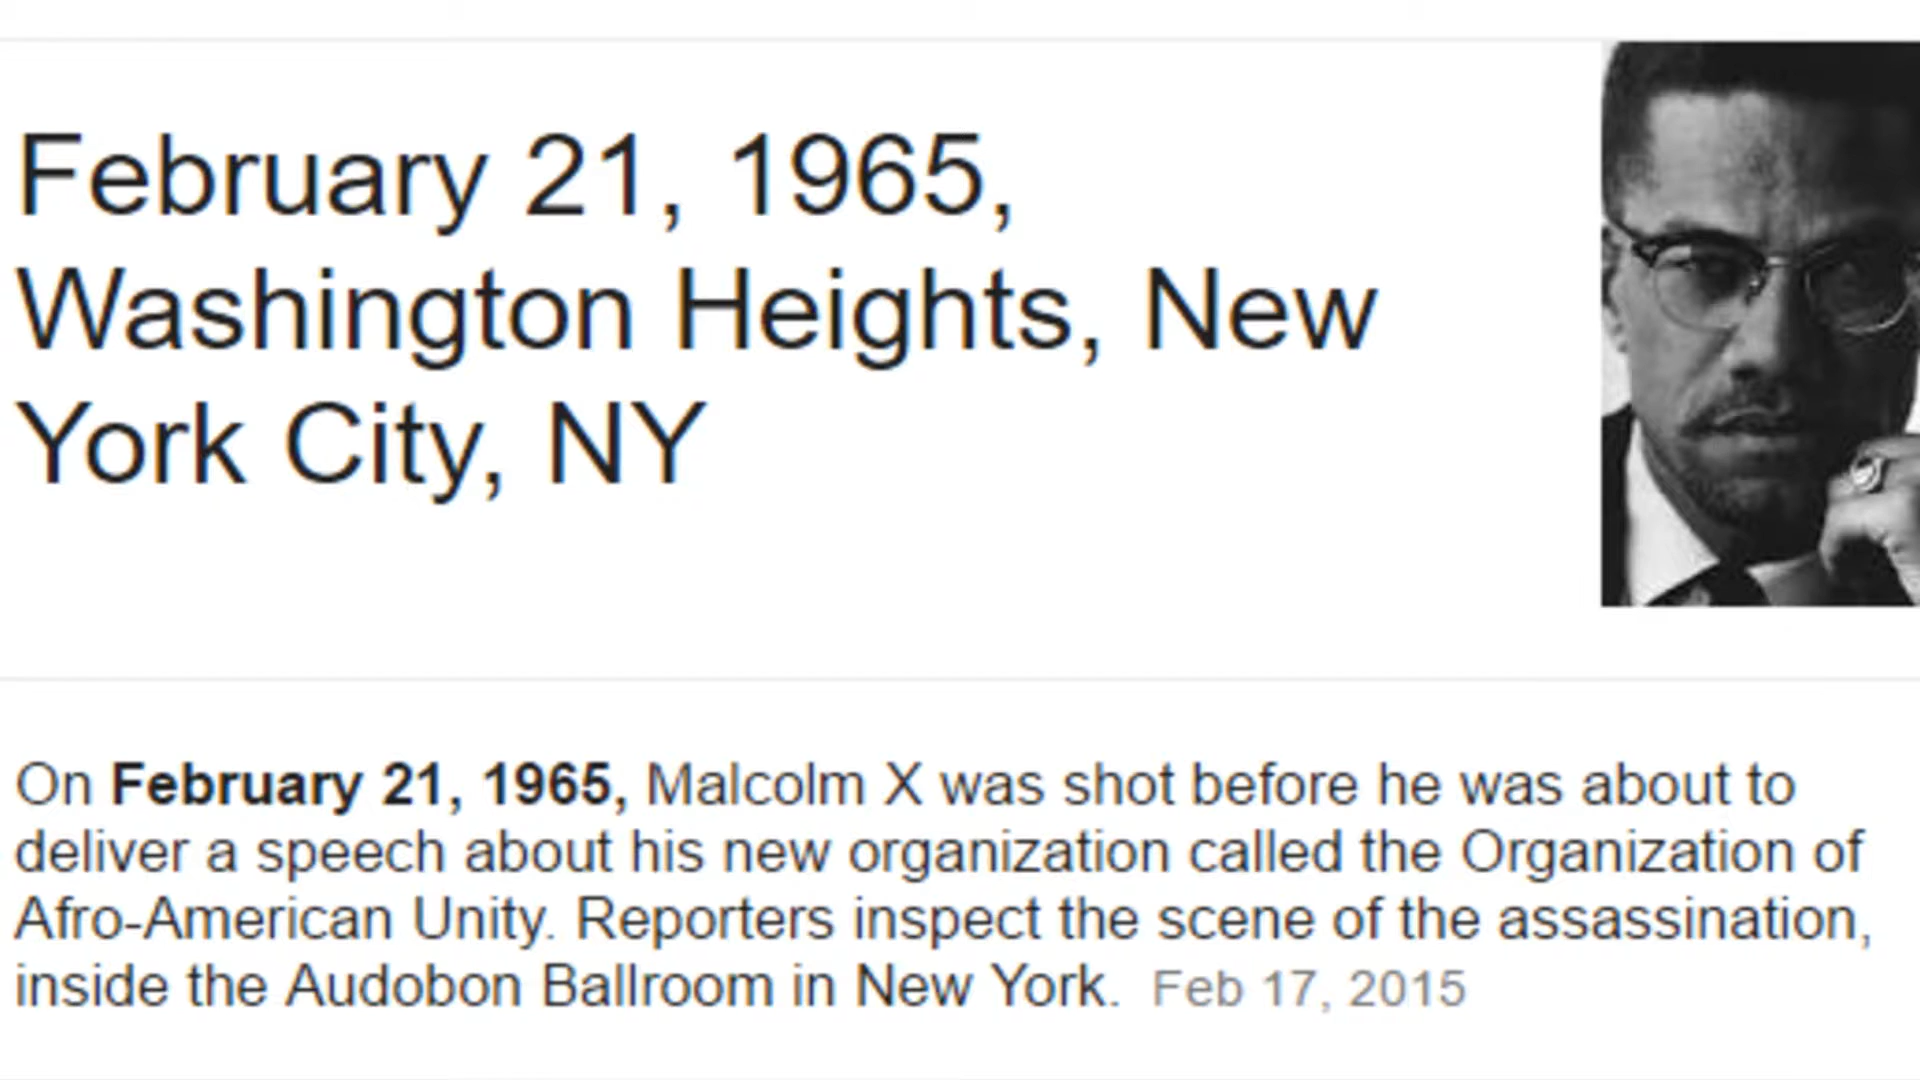 February 21, 1965,
Washington Heights, New
York City, NY
On February 21, 1965, Malcolm X was shot before he was about to
deliver a speech about his new organization called the Organization of
Afro-American Unity. Reporters inspect the scene of the assassination,
inside the Audobon Ballroom in New York. Feb 17, 2015